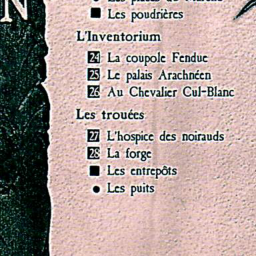 N
■ Les poudrières
L'Inventorium
24 La coupole Fendue
25 Le palais Arachnéen
26 Au Chevalier Cul-Blanc
Les trouées
27 L'hospice des noirauds
28 La forge
■ Les entrepôts
● Les puits